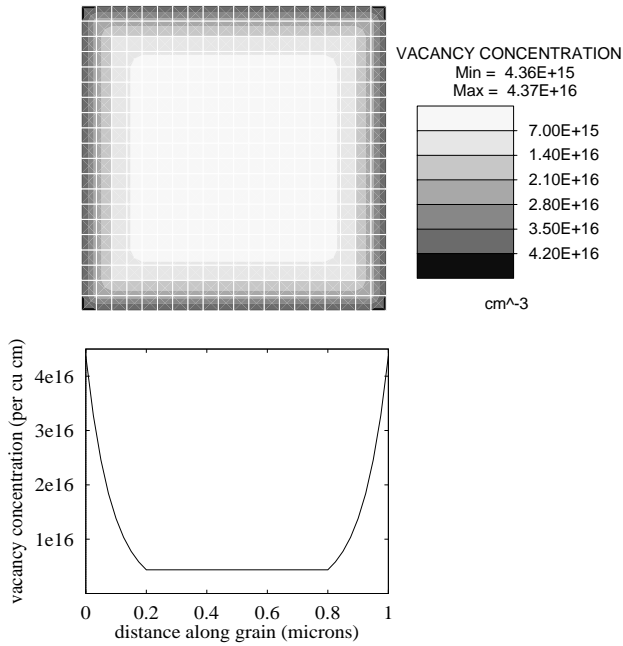 VACANCY CONCENTRATION
Min = 4.36E+15
Max = 4.37E+16
7.00E+15
1.40E+16
2.10E+16
2.80E+16
3.50E+16
4.20E+16
cm^-3
vacancy concentration (per cu cm)
4e16
3e16
2e16
1e16
0 0.2 0.4 0.6 0.8 1
distance along grain (microns)